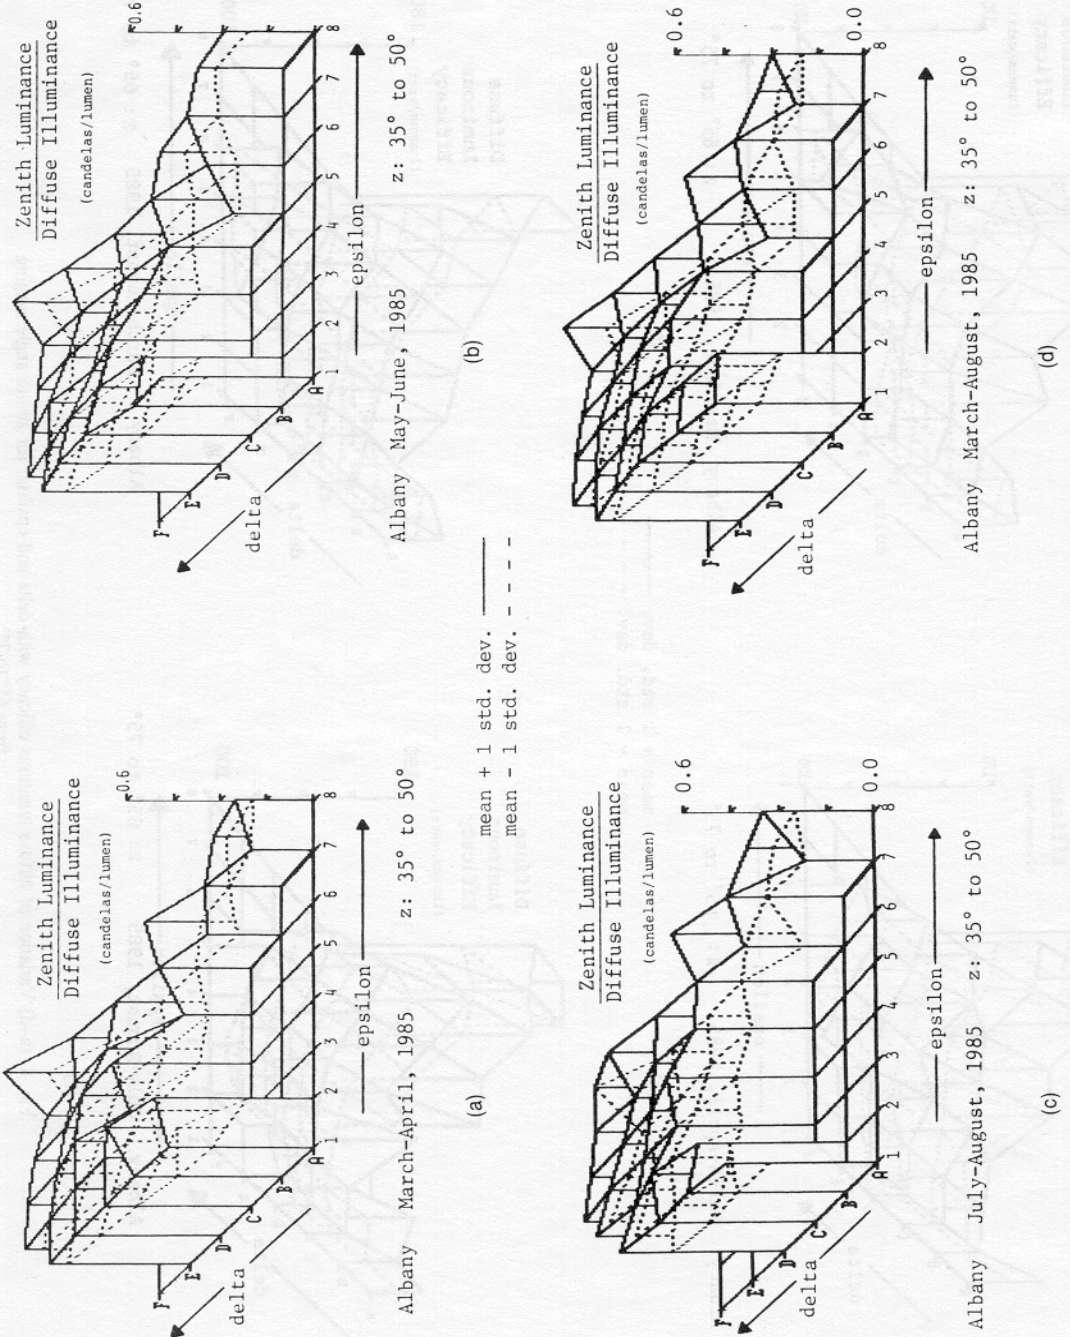 Zenith Luminance
Diffuse Illuminance
(candelas/lumen)
0.6
1 2 3 4 5 6 7 8
A B C D E F
delta
epsilon
Albany March-April, 1985 z: 35° to 50°
(a)
Zenith Luminance
Diffuse Illuminance
(candelas/lumen)
0.6
1 2 3 4 5 6 7 8
A B C D E F
delta
epsilon
Albany May-June, 1985 z: 35° to 50°
(b)
mean + 1 std. dev.
mean - 1 std. dev.
Zenith Luminance
Diffuse Illuminance
(candelas/lumen)
0.6
0.0
1 2 3 4 5 6 7 8
A B C D E F
delta
epsilon
Albany July-August, 1985 z: 35° to 50°
(c)
Zenith Luminance
Diffuse Illuminance
(candelas/lumen)
0.6
0.0
1 2 3 4 5 6 7 8
A B C D E F
delta
epsilon
Albany March-August, 1985 z: 35° to 50°
(d)